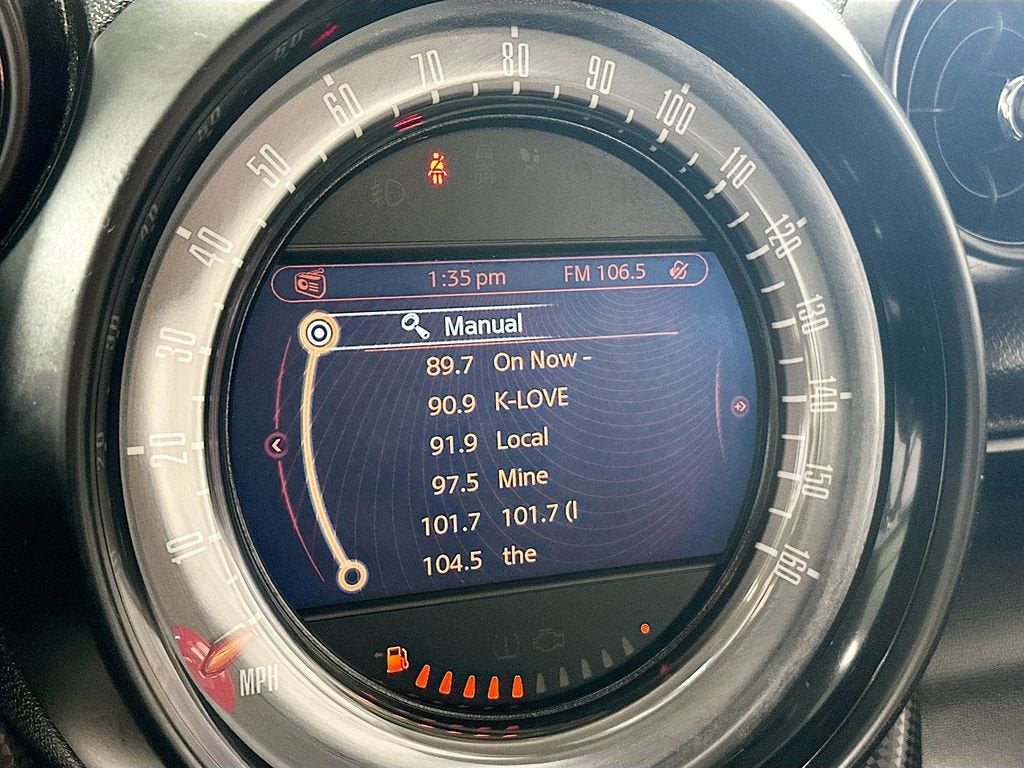 80
70
90
60
100
50
110
40
120
30
130
140
20
150
10
160
MPH
1:35 pm FM 106.5
Manual
89.7 On Now -
90.9 K-LOVE
91.9 Local
97.5 Mine
101.7 101.7 (l
104.5 the